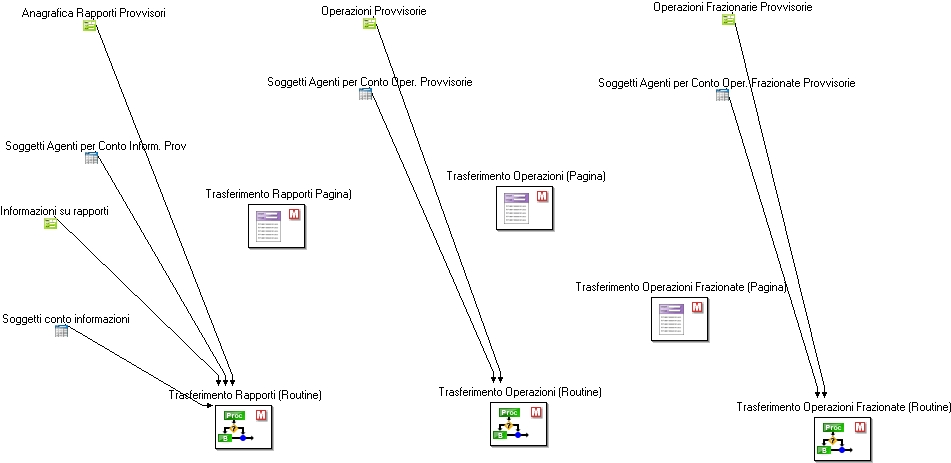 Anagrafica Rapporti Provvisori
Operazioni Provvisorie
Operazioni Frazionarie Provvisorie
Soggetti Agenti per Conto Oper. Provvisorie
Soggetti Agenti per Conto Oper. Frazionate Provvisorie
Soggetti Agenti per Conto Inform. Prov
Trasferimento Rapporti Pagina)
M
Trasferimento Operazioni (Pagina)
M
Informazioni su rapporti
Trasferimento Operazioni Frazionate (Pagina)
M
Soggetti conto informazioni
Trasferimento Rapporti (Routine)
Proc
M
?
B
Trasferimento Operazioni (Routine)
Proc
M
?
B
Trasferimento Operazioni Frazionate (Routine)
Proc
M
?
B